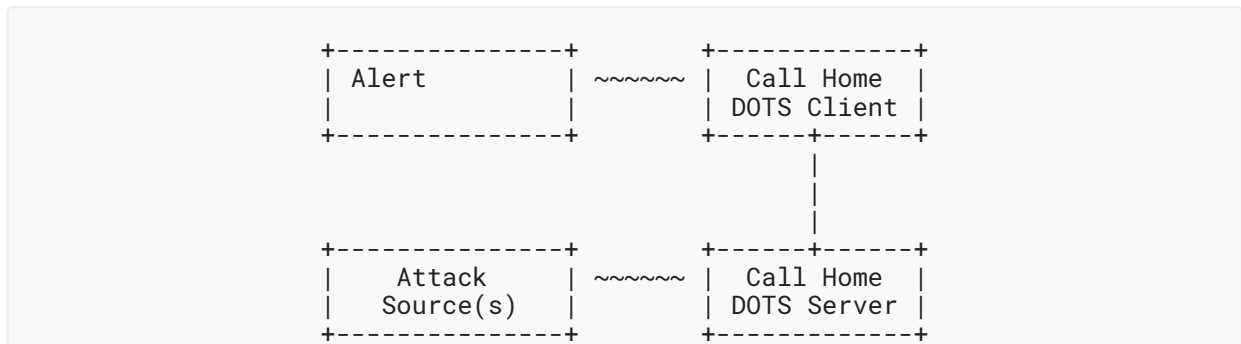 +---------------+ +-------------+
| Alert | ~~~~~~ | Call Home |
| | | DOTS Client |
+---------------+ +------+------+
|
|
|
+---------------+ +------+------+
| Attack | ~~~~~~ | Call Home |
| Source(s) | | DOTS Server |
+---------------+ +-------------+